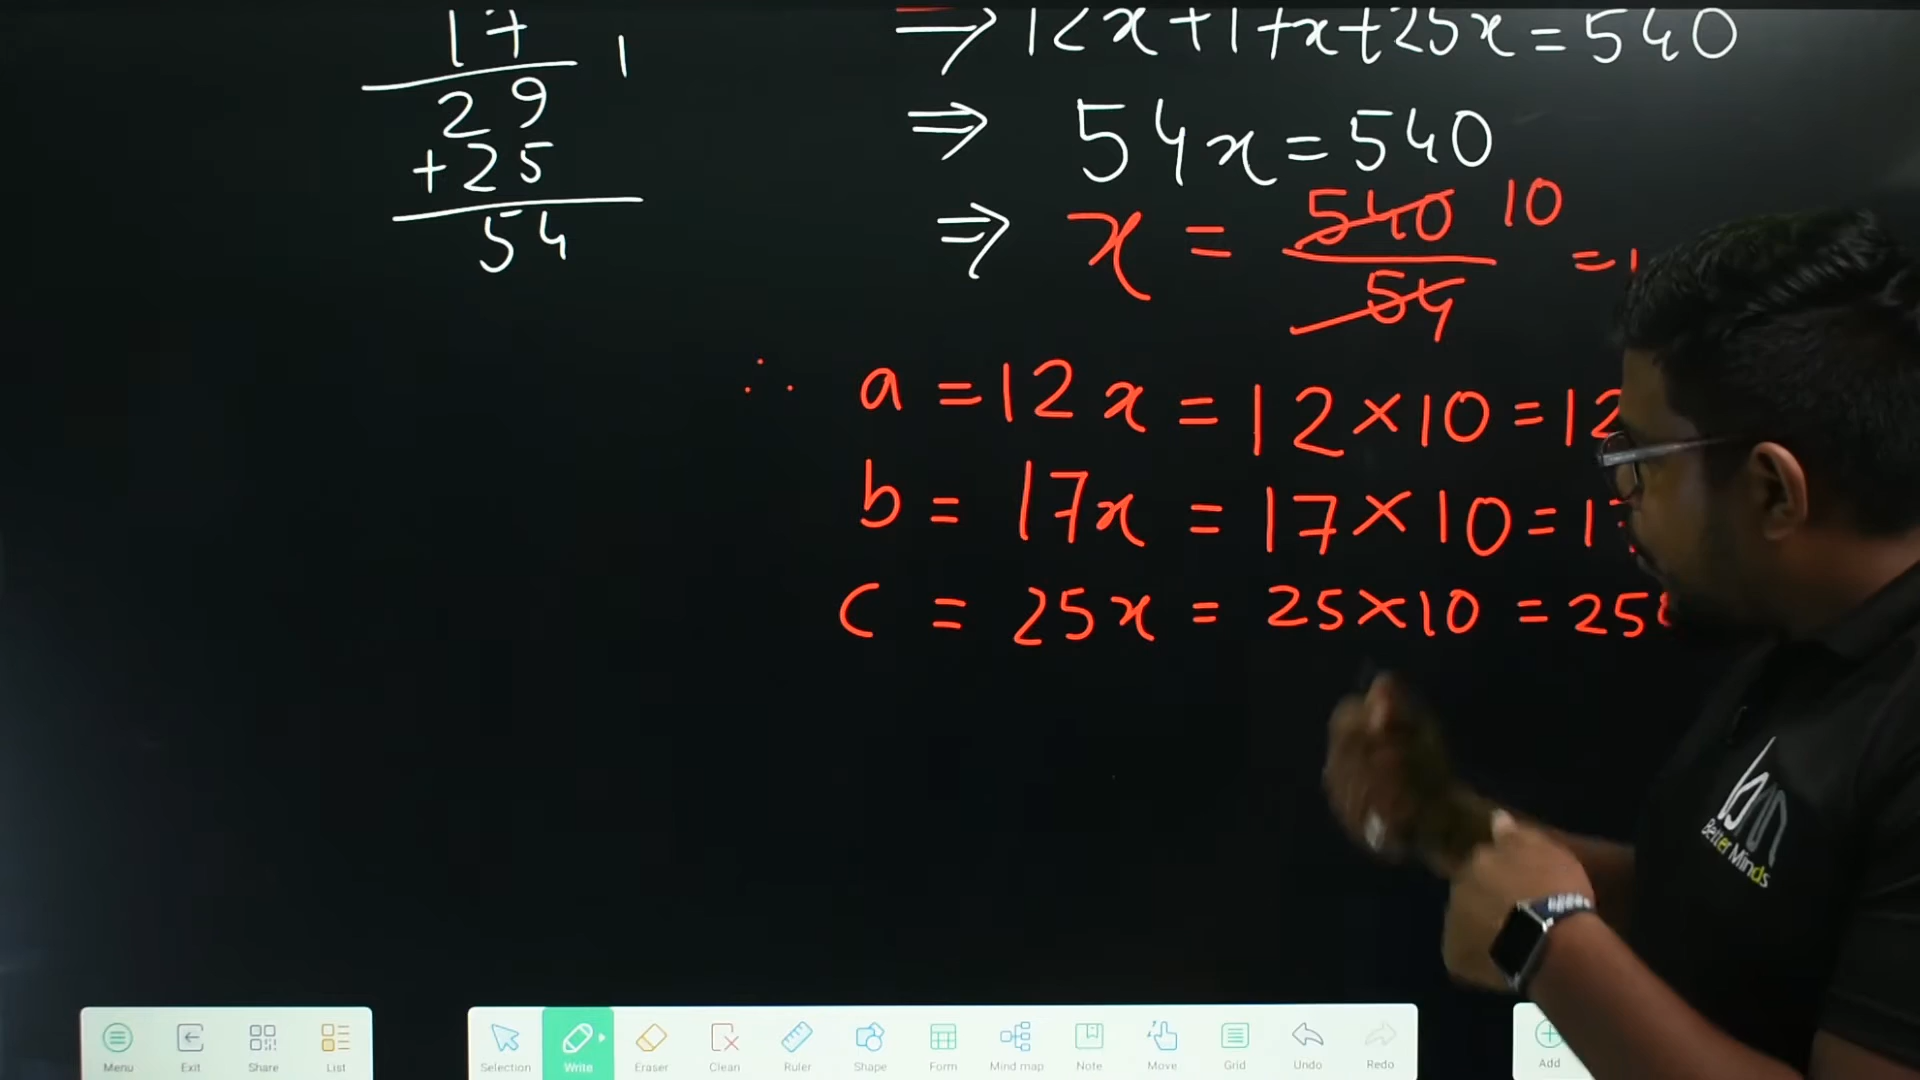 17 1
29
+25
54
⇒ 12x+17x+25x=540
⇒ 54x=540
⇒ x = 540/54 10 =
∴ a =12x = 12×10=12
b = 17x = 17×10=17
c = 25x = 25×10 =250
Better Minds
Menu Exit Share List Selection Write Eraser Clean Ruler Shape Form Mind map Note Move Grid Undo Redo Add